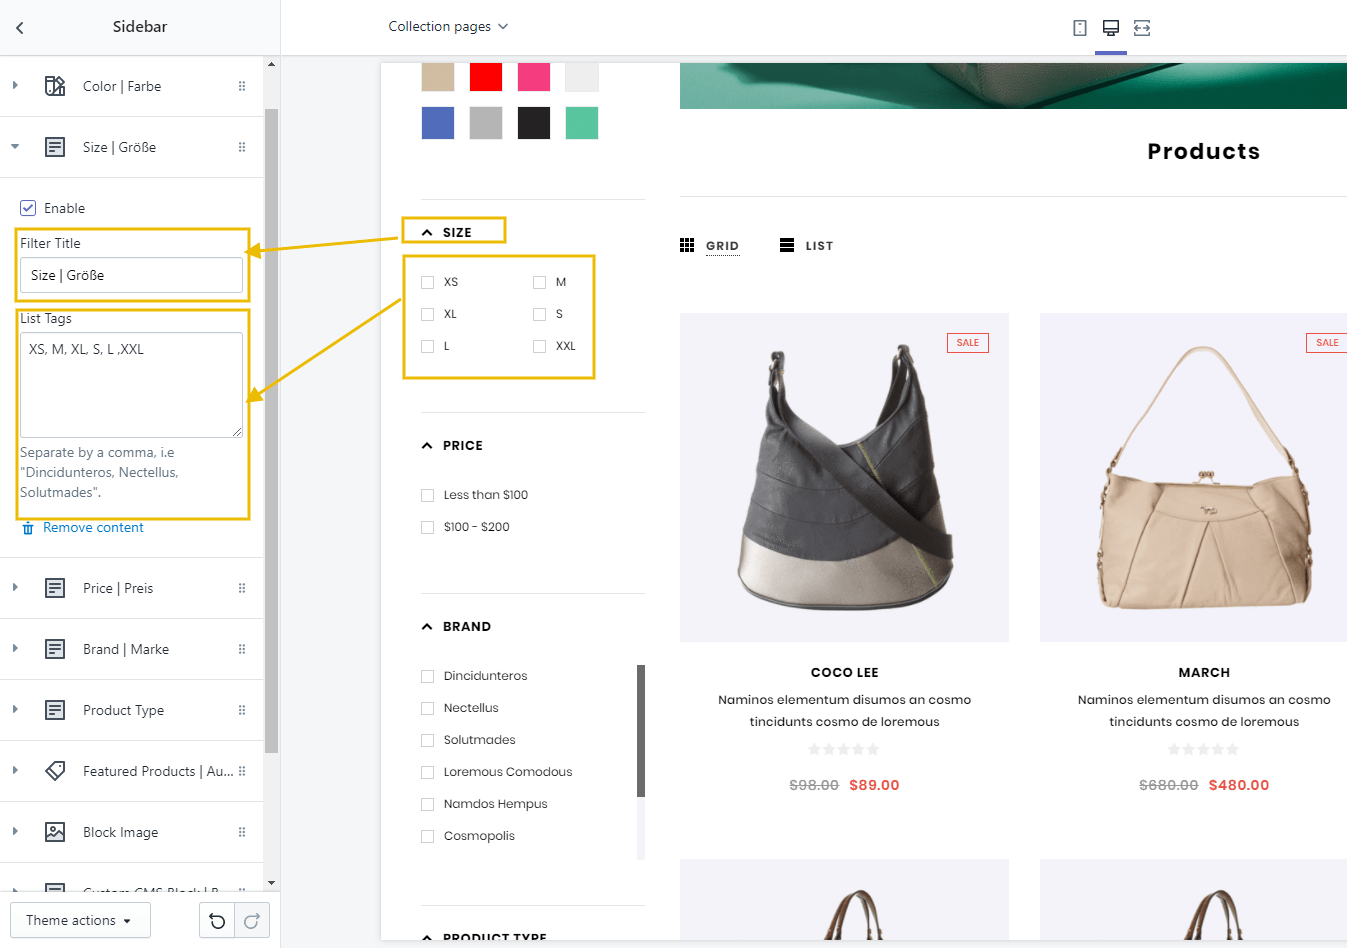 Sidebar
Collection pages
Color | Farbe
Size | Größe
Enable
Filter Title
Size | Größe
List Tags
XS, M, XL, S, L ,XXL
Separate by a comma, i.e
"Dincidunteros, Nectellus,
Solutmades".
Remove content
Price | Preis
Brand | Marke
Product Type
Featured Products | Au...
Block Image
Custom CMS Block | B
Theme actions
SIZE
XS
M
XL
S
L
XXL
PRICE
Less than $100
$100 - $200
BRAND
Dincidunteros
Nectellus
Solutmades
Loremous Comodous
Namdos Hempus
Cosmopolis
PRODUCT TYPE
Products
GRID
LIST
SALE
COCO LEE
Naminos elementum disumos an cosmo
tincidunts cosmo de loremous
$98.00 $89.00
SALE
MARCH
Naminos elementum disumos an cosmo
tincidunts cosmo de loremous
$680.00 $480.00